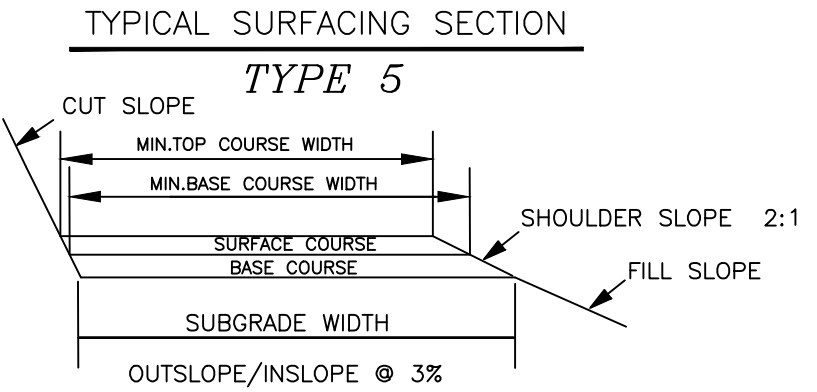 TYPICAL SURFACING SECTION
TYPE 5
CUT SLOPE
MIN.TOP COURSE WIDTH
MIN.BASE COURSE WIDTH
SHOULDER SLOPE 2:1
SURFACE COURSE
BASE COURSE
FILL SLOPE
SUBGRADE WIDTH
OUTSLOPE/INSLOPE @ 3%